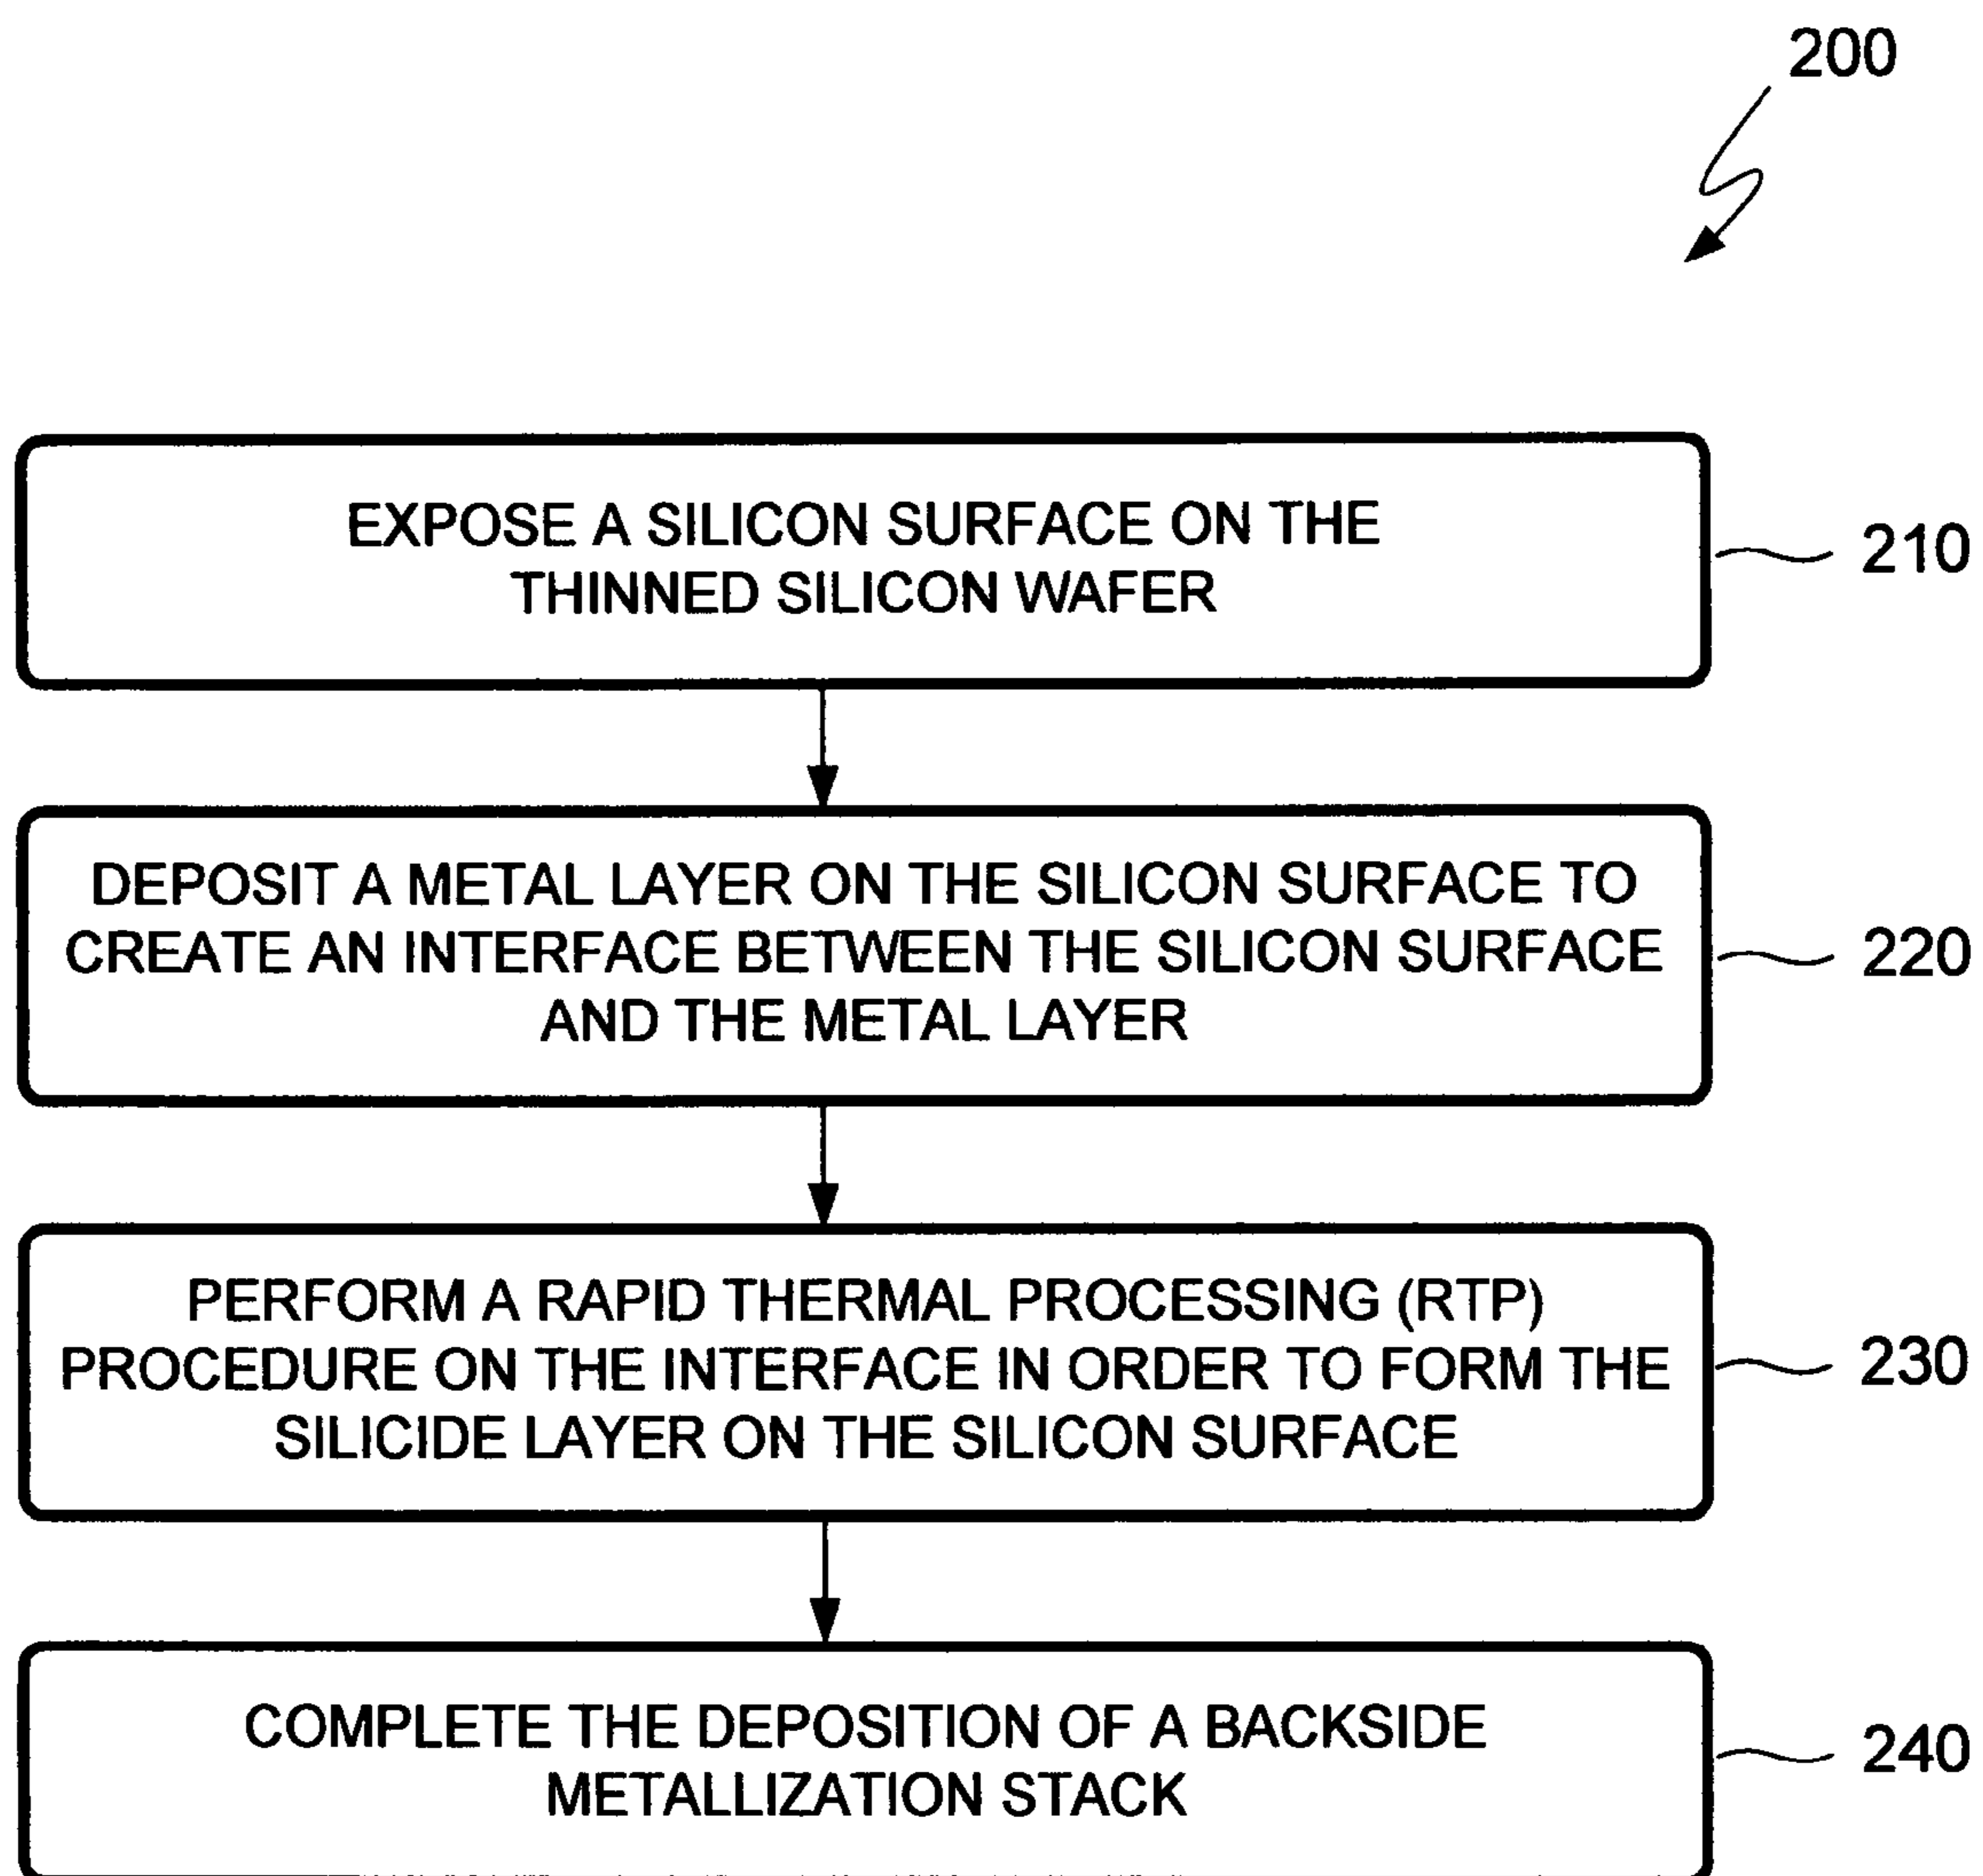 200
EXPOSE A SILICON SURFACE ON THE
THINNED SILICON WAFER
210
DEPOSIT A METAL LAYER ON THE SILICON SURFACE TO
CREATE AN INTERFACE BETWEEN THE SILICON SURFACE
AND THE METAL LAYER
220
PERFORM A RAPID THERMAL PROCESSING (RTP)
PROCEDURE ON THE INTERFACE IN ORDER TO FORM THE
SILICIDE LAYER ON THE SILICON SURFACE
230
COMPLETE THE DEPOSITION OF A BACKSIDE
METALLIZATION STACK
240